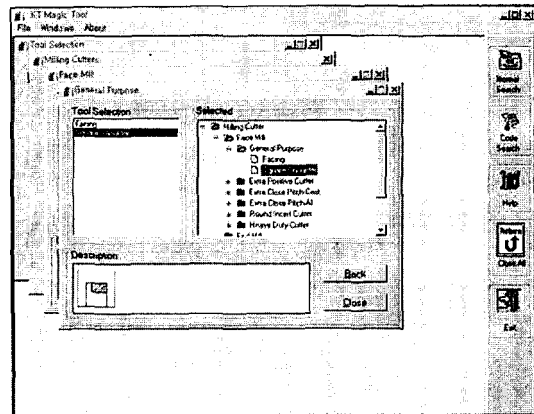 KT Magic Tool
File Windows About
Tool Selection
Milling Cutters
Face Mill
General Purpose
Tool Selection
Facing
Selected
Milling Cutter
Face Mill
General Purpose
Facing
Extra Positive Cutter
Extra Close Pitch-Cast
Extra Close Pitch-Al
Round Insert Cutter
Heavy Duty Cutter
Description
Back
Close
Search
Code
Search
Help
Return
Close All
Exit